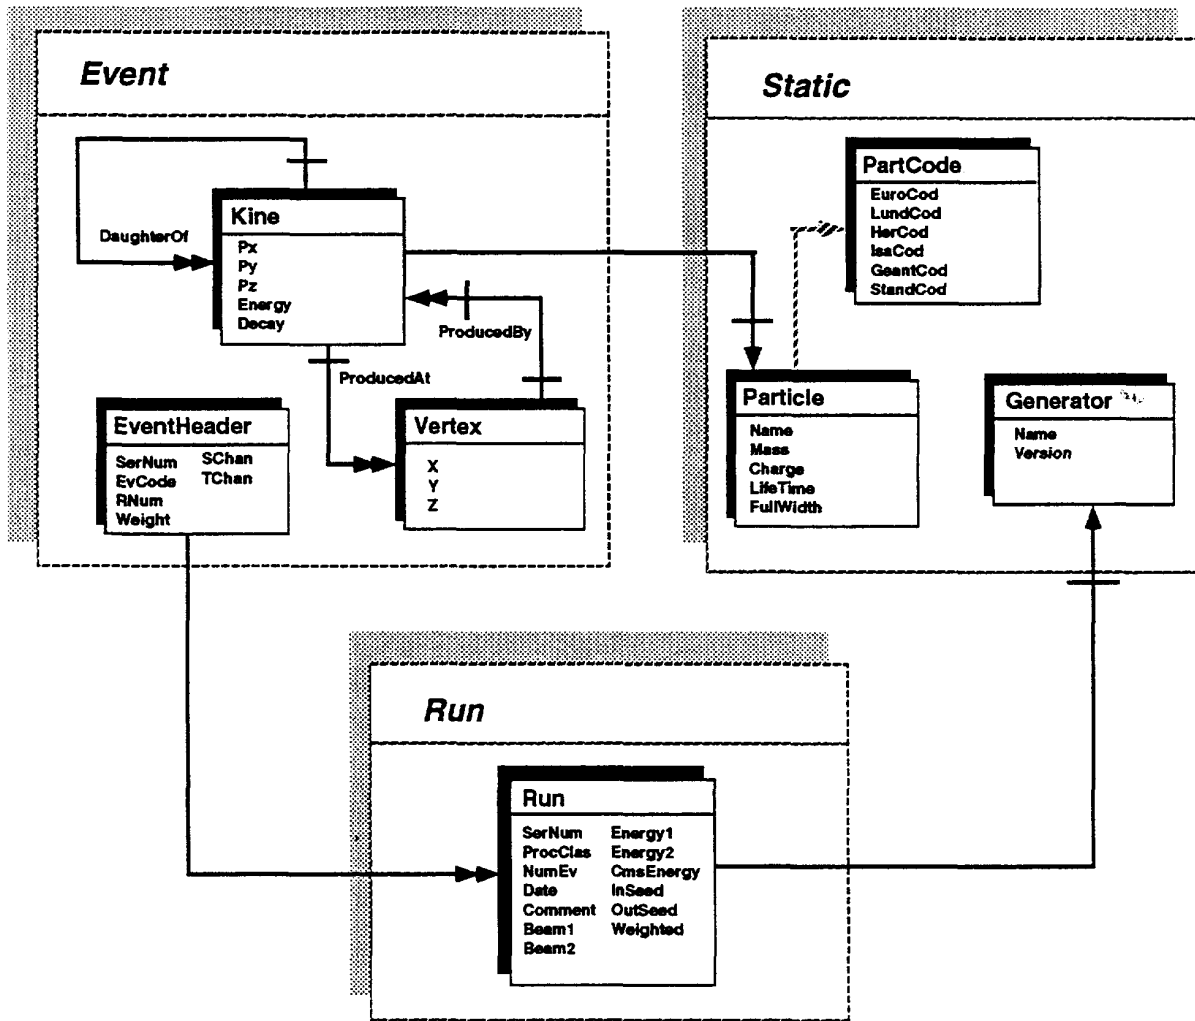 Event
Kine
Px
Py
Pz
Energy
Decay
DaughterOf
ProducedBy
ProducedAt
EventHeader
SerNum SChan
EvCode TChan
RNum
Weight
Vertex
X
Y
Z
Static
PartCode
EuroCod
LundCod
HerCod
IsaCod
GeantCod
StandCod
Particle
Name
Mass
Charge
LifeTime
FullWidth
Generator
Name
Version
Run
Run
SerNum Energy1
ProcClas Energy2
NumEv CmsEnergy
Date InSeed
Comment OutSeed
Beam1 Weighted
Beam2